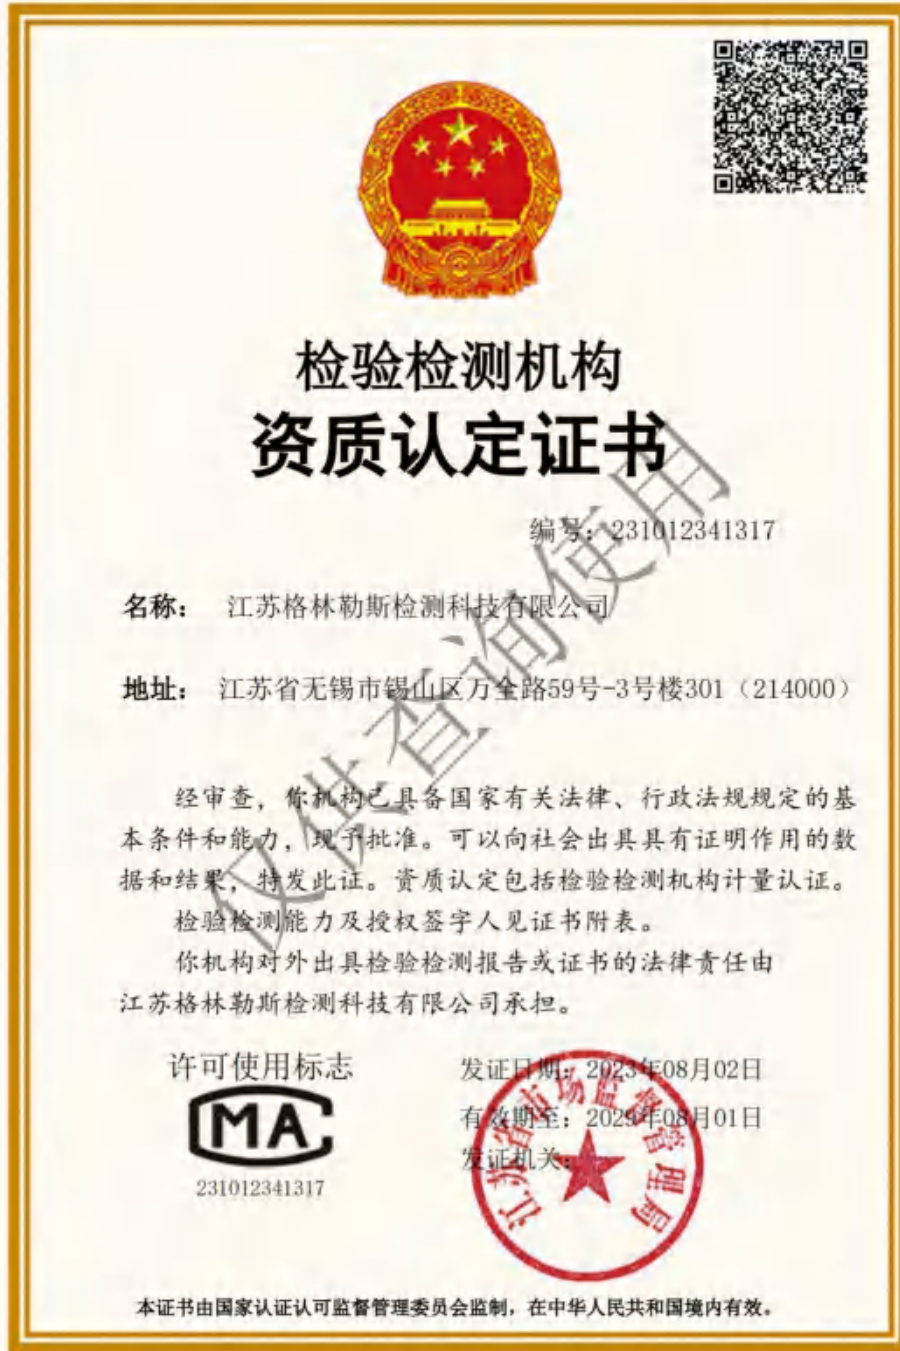 检验检测机构
资质认定证书
编号：231012341317
名称： 江苏格林勒斯检测科技有限公司
地址： 江苏省无锡市锡山区万全路59号-3号楼301（214000）
经审查，你机构已具备国家有关法律、行政法规规定的基
本条件和能力，现予批准。可以向社会出具具有证明作用的数
据和结果，特发此证。资质认定包括检验检测机构计量认证。
检验检测能力及授权签字人见证书附表。
你机构对外出具检验检测报告或证书的法律责任由
江苏格林勒斯检测科技有限公司承担。
许可使用标志
MA
231012341317
发证日期：2023年08月02日
有效期至：2029年08月01日
发证机关：
江苏省市场监督管理局
本证书由国家认证认可监督管理委员会监制，在中华人民共和国境内有效。
仅供查询使用